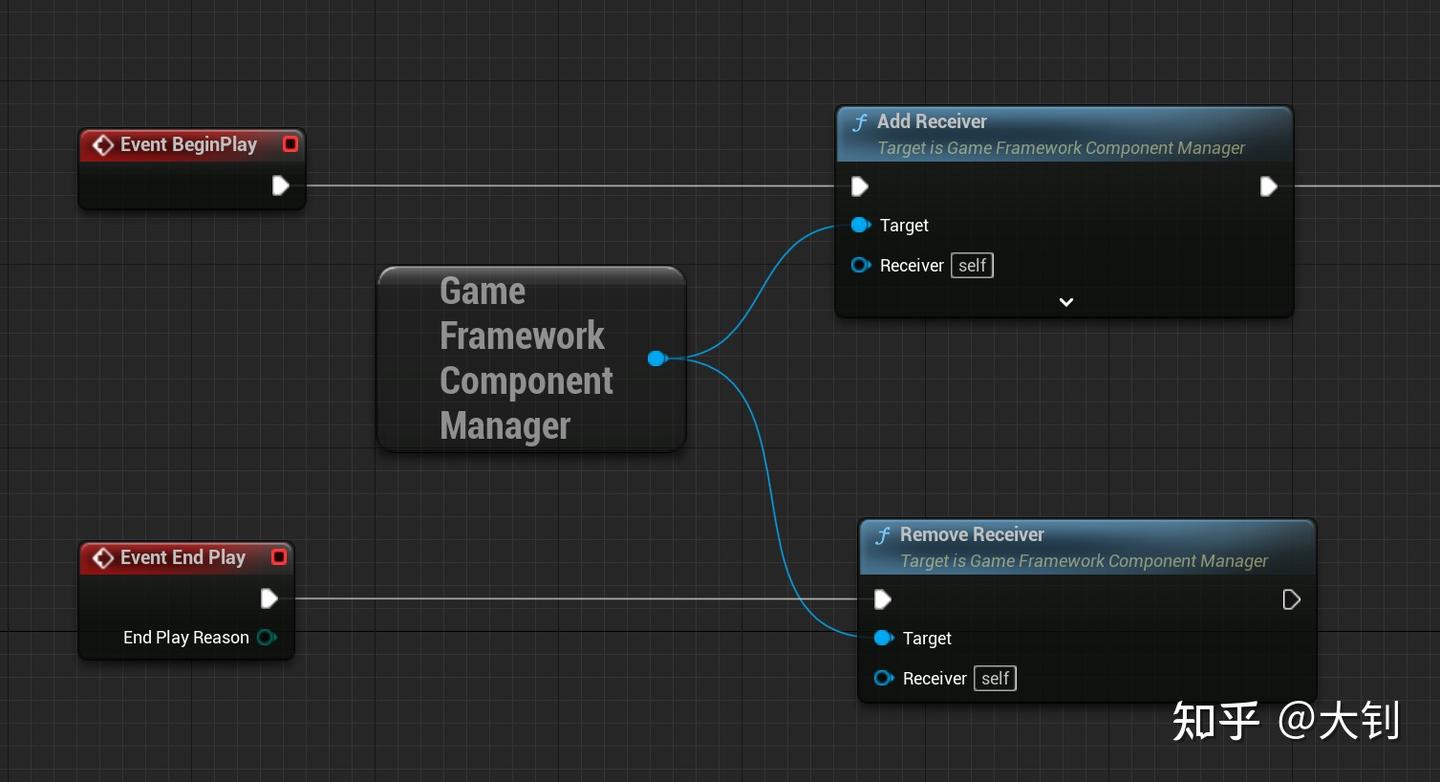 Event BeginPlay
Add Receiver
Target is Game Framework Component Manager
Target
Receiver self
Game
Framework
Component
Manager
Event End Play
End Play Reason
Remove Receiver
Target is Game Framework Component Manager
Target
Receiver self
知乎 @大钊